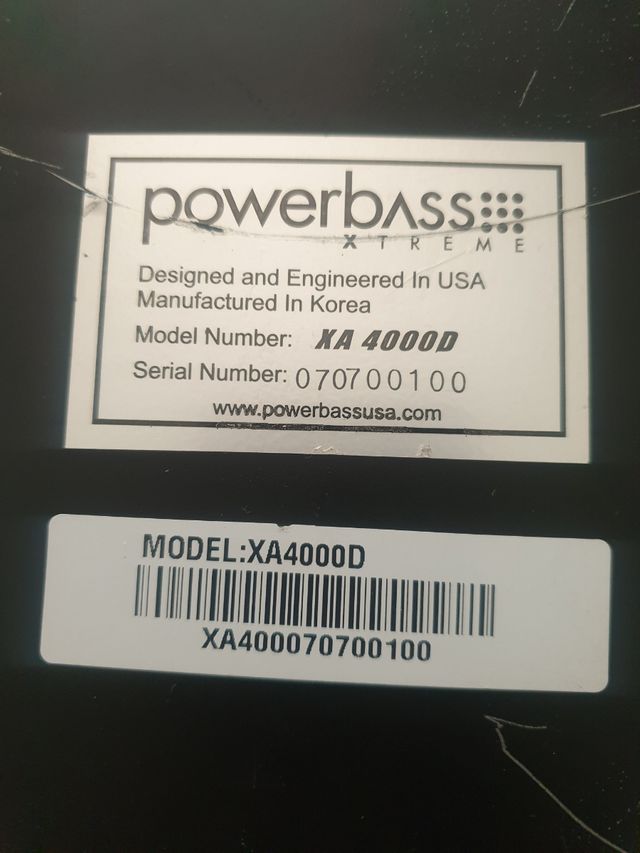 powerbass
XTREME
Designed and Engineered In USA
Manufactured In Korea
Model Number: XA 4000D
Serial Number: 070700100
www.powerbassusa.com
MODEL:XA4000D
XA400070700100